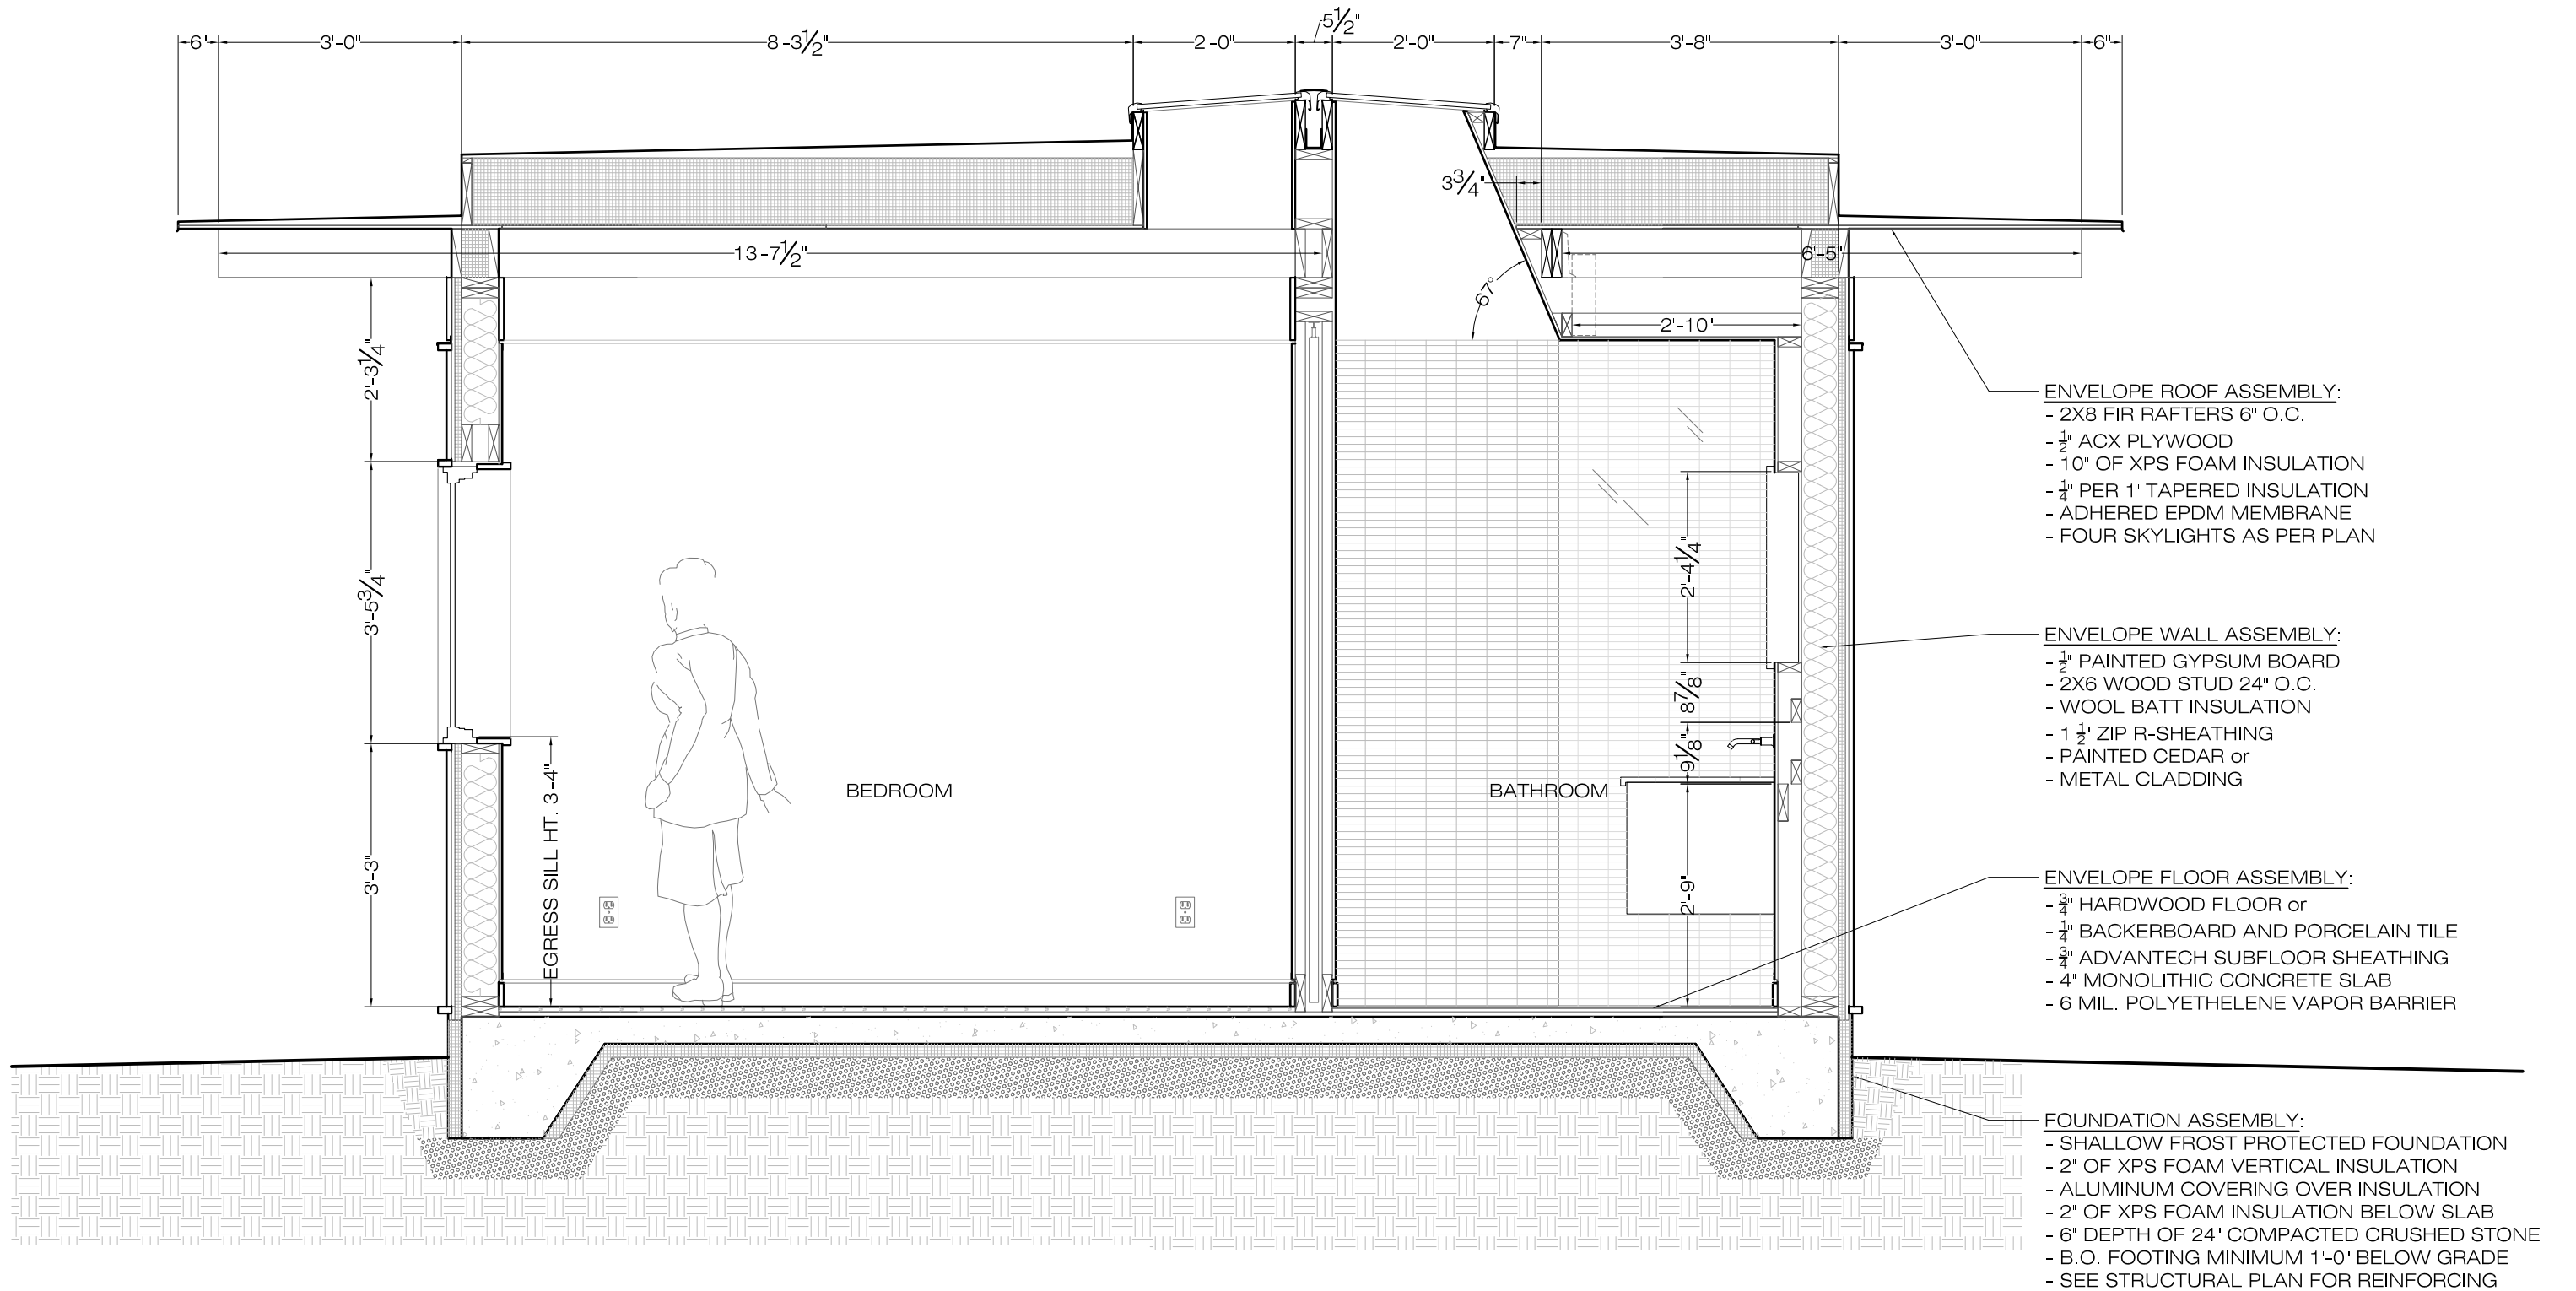 6" 3'-0" 8'-3½" 2'-0" 5½" 2'-0" 7" 3'-8" 3'-0" 6"
3¾"
13'-7½"
6'-5"
67°
2'-10"
2'-3¼"
3'-5¾"
3'-3"
EGRESS SILL HT. 3'-4"
BEDROOM
BATHROOM
2'-4¼"
8⅞"
9⅛"
2'-9"
ENVELOPE ROOF ASSEMBLY:
- 2X8 FIR RAFTERS 6" O.C.
- ½" ACX PLYWOOD
- 10" OF XPS FOAM INSULATION
- ¼" PER 1' TAPERED INSULATION
- ADHERED EPDM MEMBRANE
- FOUR SKYLIGHTS AS PER PLAN
ENVELOPE WALL ASSEMBLY:
- ½" PAINTED GYPSUM BOARD
- 2X6 WOOD STUD 24" O.C.
- WOOL BATT INSULATION
- 1 ½" ZIP R-SHEATHING
- PAINTED CEDAR or
- METAL CLADDING
ENVELOPE FLOOR ASSEMBLY:
- ¾" HARDWOOD FLOOR or
- ¼" BACKERBOARD AND PORCELAIN TILE
- ¾" ADVANTECH SUBFLOOR SHEATHING
- 4" MONOLITHIC CONCRETE SLAB
- 6 MIL. POLYETHELENE VAPOR BARRIER
FOUNDATION ASSEMBLY:
- SHALLOW FROST PROTECTED FOUNDATION
- 2" OF XPS FOAM VERTICAL INSULATION
- ALUMINUM COVERING OVER INSULATION
- 2" OF XPS FOAM INSULATION BELOW SLAB
- 6" DEPTH OF 24" COMPACTED CRUSHED STONE
- B.O. FOOTING MINIMUM 1'-0" BELOW GRADE
- SEE STRUCTURAL PLAN FOR REINFORCING